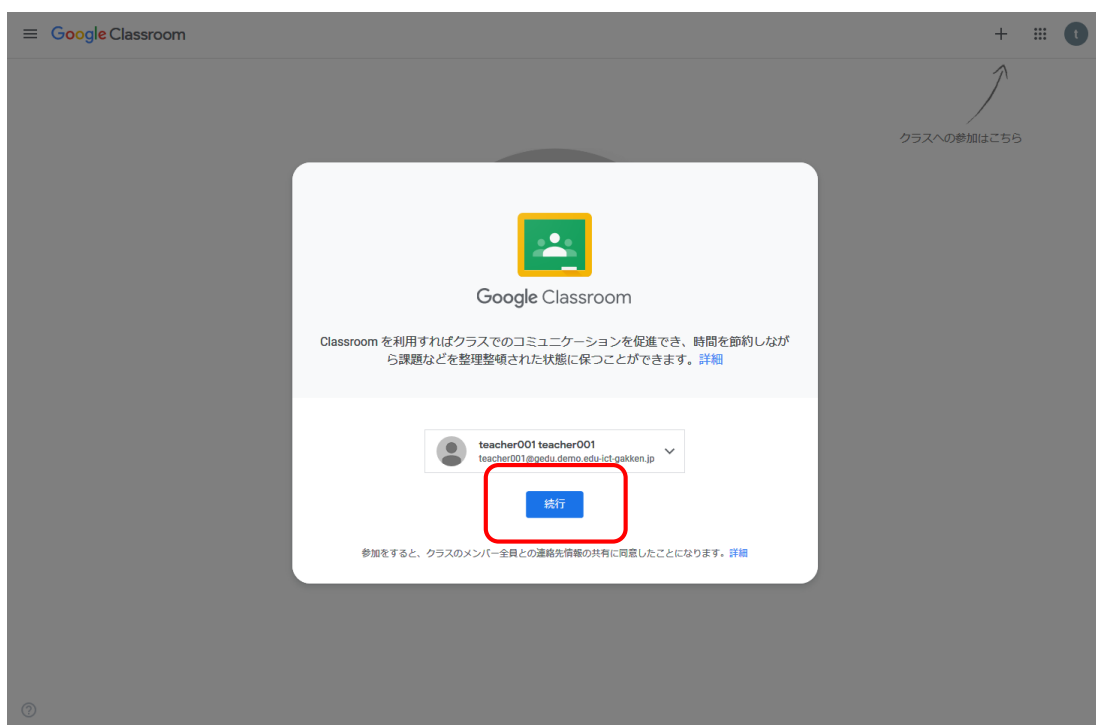 Google Classroom
t
クラスへの参加はこちら
Google Classroom
Classroom を利用すればクラスでのコミュニケーションを促進でき、時間を節約しなが
ら課題などを整理整頓された状態に保つことができます。詳細
teacher001 teacher001
teacher001@gedu.demo.edu-ict-gakken.jp
続行
参加をすると、クラスのメンバー全員との連絡先情報の共有に同意したことになります。詳細